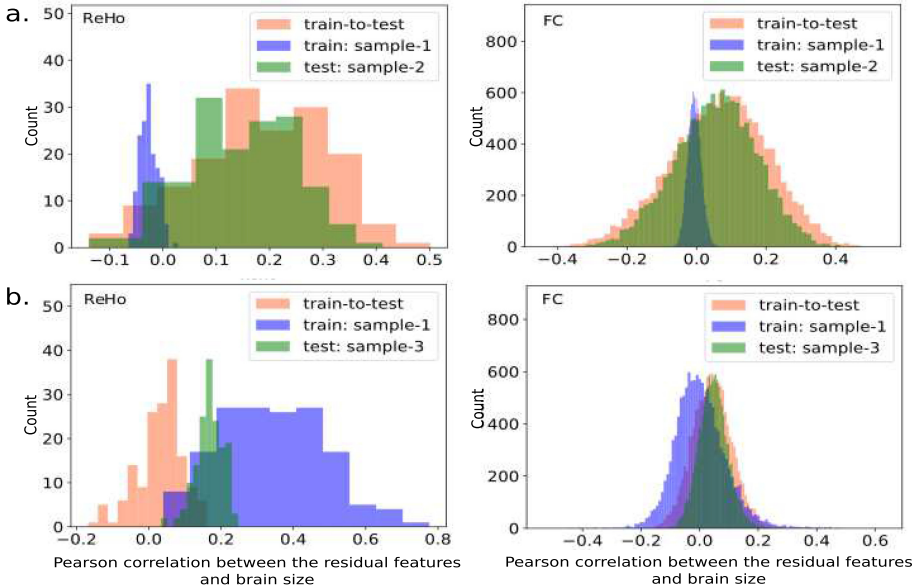 a.
ReHo
train-to-test
train: sample-1
test: sample-2
Count
50
40
30
20
10
0
−0.1 0.0 0.1 0.2 0.3 0.4 0.5
FC
train-to-test
train: sample-1
test: sample-2
Count
800
600
400
200
0
−0.4 −0.2 0.0 0.2 0.4
b.
ReHo
train-to-test
train: sample-1
test: sample-3
Count
50
40
30
20
10
0
−0.2 0.0 0.2 0.4 0.6 0.8
Pearson correlation between the residual features
and brain size
FC
train-to-test
train: sample-1
test: sample-3
Count
800
600
400
200
0
−0.4 −0.2 0.0 0.2 0.4 0.6
Pearson correlation between the residual features
and brain size